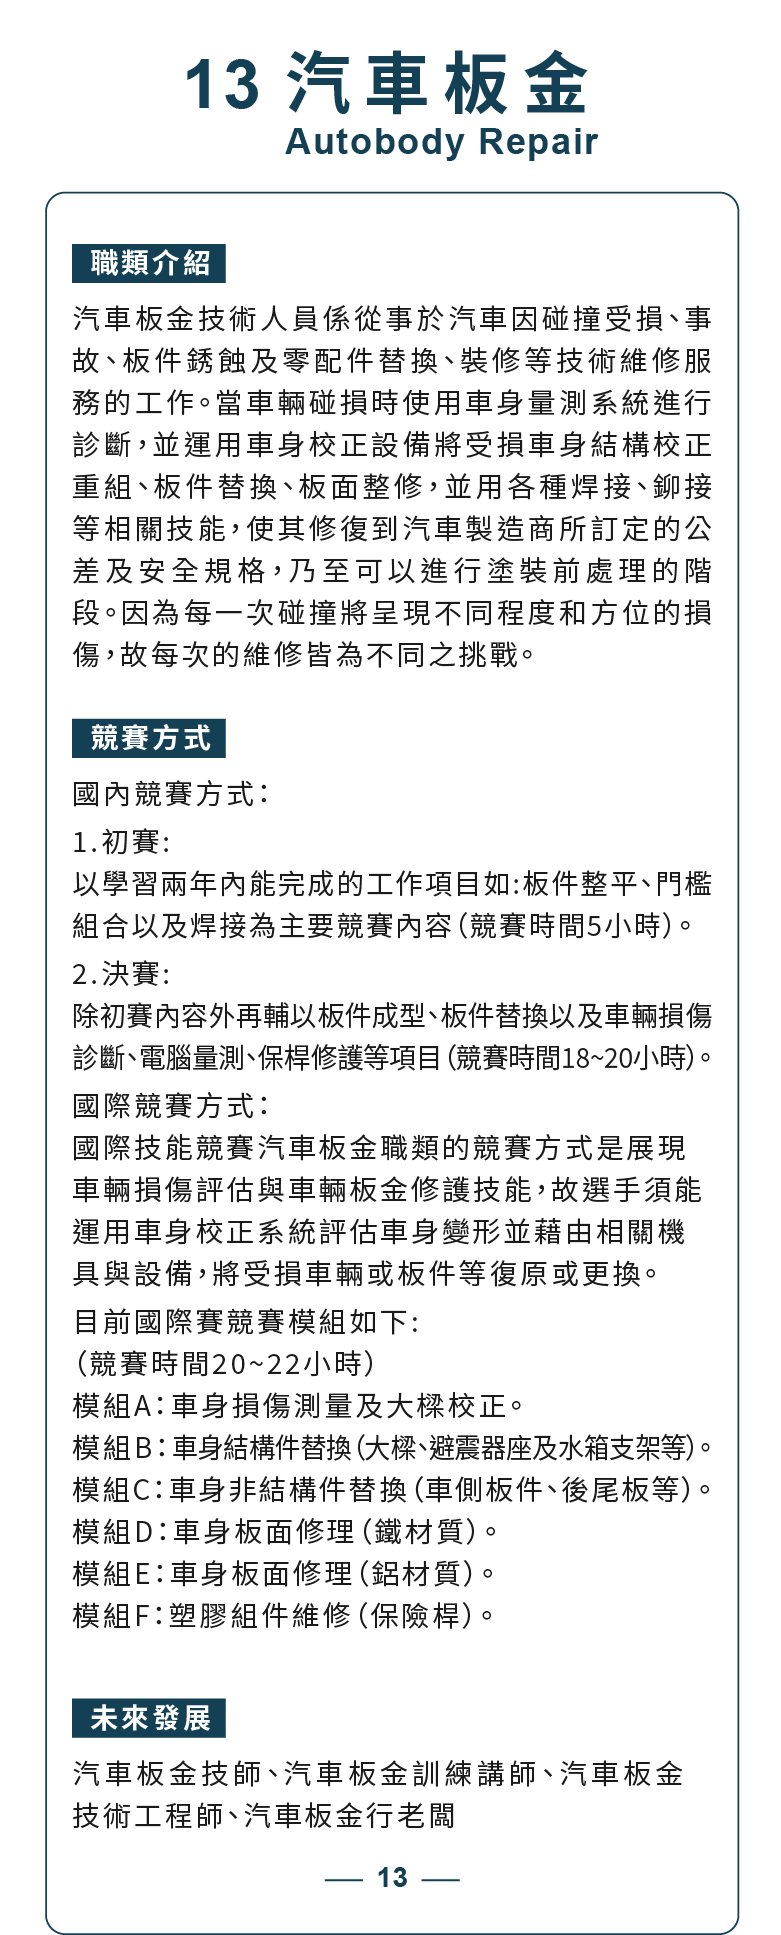 13 汽車板金
Autobody Repair
職類介紹
汽車板金技術人員係從事於汽車因碰撞受損、事
故、板件銹蝕及零配件替換、裝修等技術維修服
務的工作。當車輛碰損時使用車身量測系統進行
診斷，並運用車身校正設備將受損車身結構校正
重組、板件替換、板面整修，並用各種焊接、鉚接
等相關技能，使其修復到汽車製造商所訂定的公
差及安全規格，乃至可以進行塗裝前處理的階
段。因為每一次碰撞將呈現不同程度和方位的損
傷，故每次的維修皆為不同之挑戰。
競賽方式
國內競賽方式：
1.初賽:
以學習兩年內能完成的工作項目如:板件整平、門檻
組合以及焊接為主要競賽內容（競賽時間5小時）。
2.決賽:
除初賽內容外再輔以板件成型、板件替換以及車輛損傷
診斷、電腦量測、保桿修護等項目（競賽時間18~20小時）。
國際競賽方式：
國際技能競賽汽車板金職類的競賽方式是展現
車輛損傷評估與車輛板金修護技能，故選手須能
運用車身校正系統評估車身變形並藉由相關機
具與設備，將受損車輛或板件等復原或更換。
目前國際賽競賽模組如下:
（競賽時間20~22小時）
模組A：車身損傷測量及大樑校正。
模組B：車身結構件替換（大樑、避震器座及水箱支架等）。
模組C：車身非結構件替換（車側板件、後尾板等）。
模組D：車身板面修理（鐵材質）。
模組E：車身板面修理（鋁材質）。
模組F：塑膠組件維修（保險桿）。
未來發展
汽車板金技師、汽車板金訓練講師、汽車板金
技術工程師、汽車板金行老闆
13